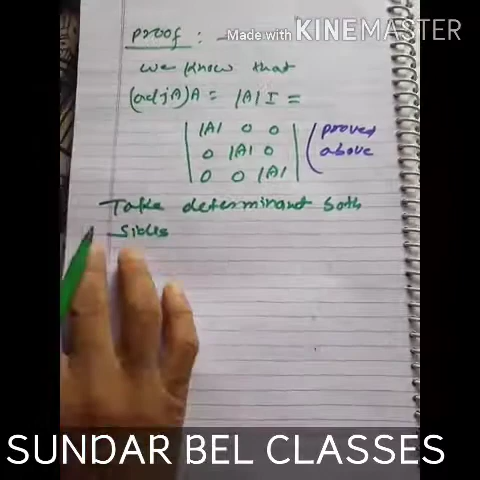 proof : -
Made with KINEMASTER
we know that
(adjA)A = |A| I =
|A| 0 0
0 |A| 0
0 0 |A|
(proved
above
Take determinant both
sides
SUNDAR BEL CLASSES